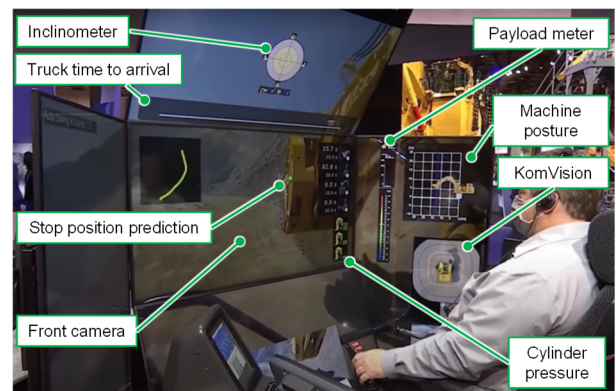 Inclinometer
Payload meter
Truck time to arrival
Machine
posture
KomVision
Stop position prediction
Front camera
Cylinder
pressure